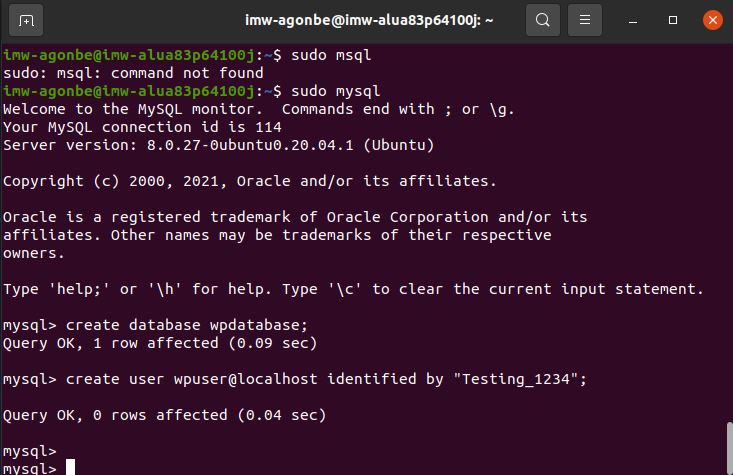 imw-agonbe@imw-alua83p64100j: ~
imw-agonbe@imw-alua83p64100j:~$ sudo msql
sudo: msql: command not found
imw-agonbe@imw-alua83p64100j:~$ sudo mysql
Welcome to the MySQL monitor.  Commands end with ; or \g.
Your MySQL connection id is 114
Server version: 8.0.27-0ubuntu0.20.04.1 (Ubuntu)
Copyright (c) 2000, 2021, Oracle and/or its affiliates.
Oracle is a registered trademark of Oracle Corporation and/or its
affiliates. Other names may be trademarks of their respective
owners.
Type 'help;' or '\h' for help. Type '\c' to clear the current input statement.
mysql> create database wpdatabase;
Query OK, 1 row affected (0.09 sec)
mysql> create user wpuser@localhost identified by "Testing_1234";
Query OK, 0 rows affected (0.04 sec)
mysql>
mysql>